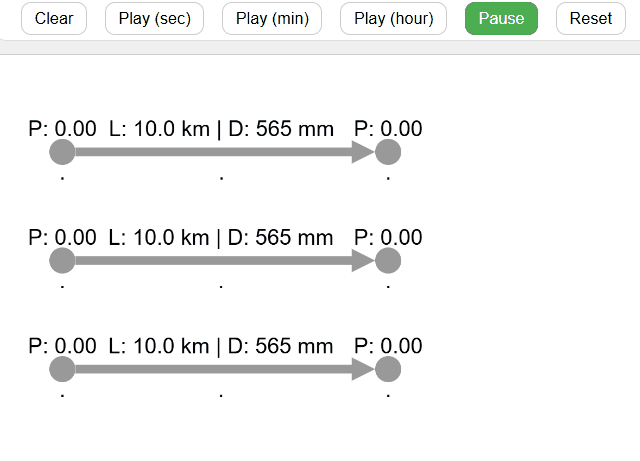 Clear Play (sec) Play (min) Play (hour) Pause Reset
P: 0.00 L: 10.0 km | D: 565 mm P: 0.00
. . .
P: 0.00 L: 10.0 km | D: 565 mm P: 0.00
. . .
P: 0.00 L: 10.0 km | D: 565 mm P: 0.00
. . .